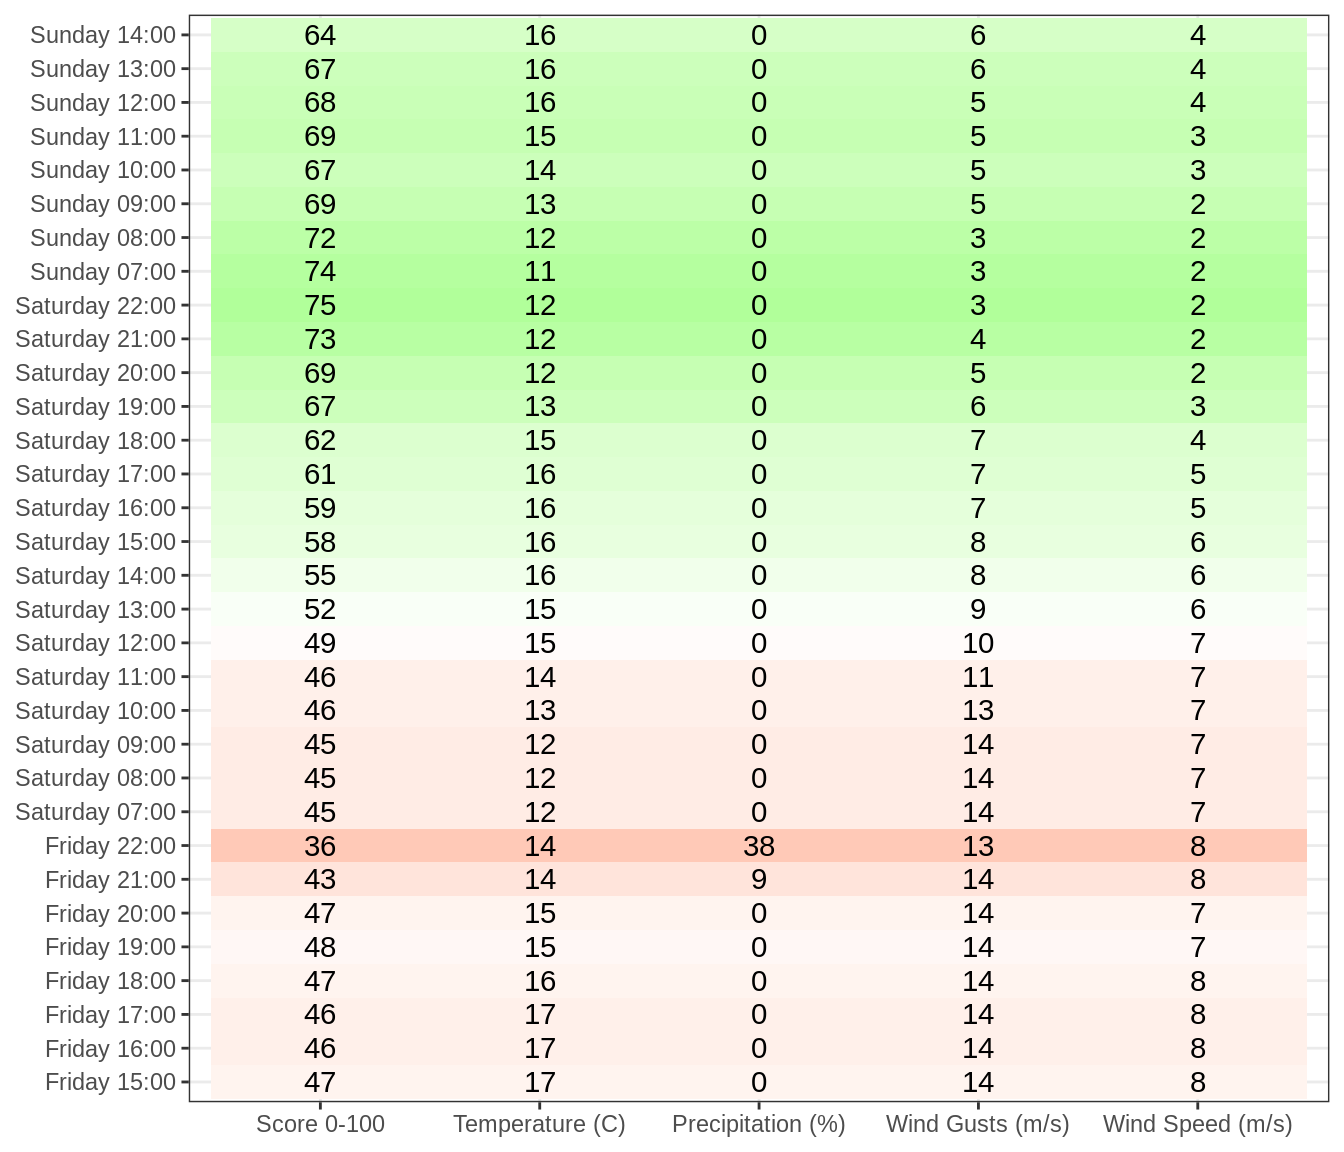 Sunday 14:00 64 16 0 6 4
Sunday 13:00 67 16 0 6 4
Sunday 12:00 68 16 0 5 4
Sunday 11:00 69 15 0 5 3
Sunday 10:00 67 14 0 5 3
Sunday 09:00 69 13 0 5 2
Sunday 08:00 72 12 0 3 2
Sunday 07:00 74 11 0 3 2
Saturday 22:00 75 12 0 3 2
Saturday 21:00 73 12 0 4 2
Saturday 20:00 69 12 0 5 2
Saturday 19:00 67 13 0 6 3
Saturday 18:00 62 15 0 7 4
Saturday 17:00 61 16 0 7 5
Saturday 16:00 59 16 0 7 5
Saturday 15:00 58 16 0 8 6
Saturday 14:00 55 16 0 8 6
Saturday 13:00 52 15 0 9 6
Saturday 12:00 49 15 0 10 7
Saturday 11:00 46 14 0 11 7
Saturday 10:00 46 13 0 13 7
Saturday 09:00 45 12 0 14 7
Saturday 08:00 45 12 0 14 7
Saturday 07:00 45 12 0 14 7
Friday 22:00 36 14 38 13 8
Friday 21:00 43 14 9 14 8
Friday 20:00 47 15 0 14 7
Friday 19:00 48 15 0 14 7
Friday 18:00 47 16 0 14 8
Friday 17:00 46 17 0 14 8
Friday 16:00 46 17 0 14 8
Friday 15:00 47 17 0 14 8
Score 0-100 Temperature (C) Precipitation (%) Wind Gusts (m/s) Wind Speed (m/s)